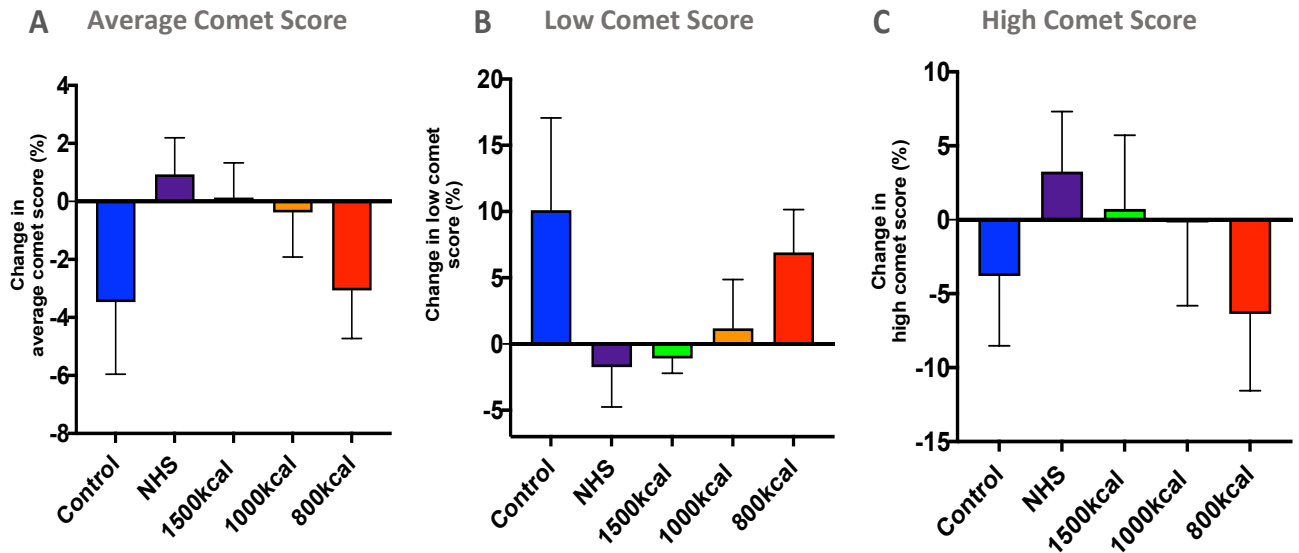 A Average Comet Score
Change in
average comet score (%)
4
2
0
-2
-4
-6
-8
Control
NHS
1500kcal
1000kcal
800kcal
B Low Comet Score
Change in low comet
score (%)
20
15
10
5
0
-5
Control
NHS
1500kcal
1000kcal
800kcal
C High Comet Score
Change in
high comet score (%)
10
5
0
-5
-10
-15
Control
NHS
1500kcal
1000kcal
800kcal